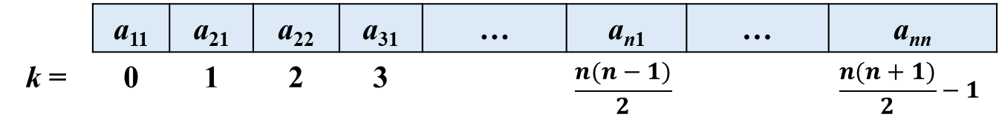 a₁₁ a₂₁ a₂₂ a₃₁ … aₙ₁ … aₙₙ
k = 0 1 2 3 n(n − 1)/2 n(n + 1)/2 − 1